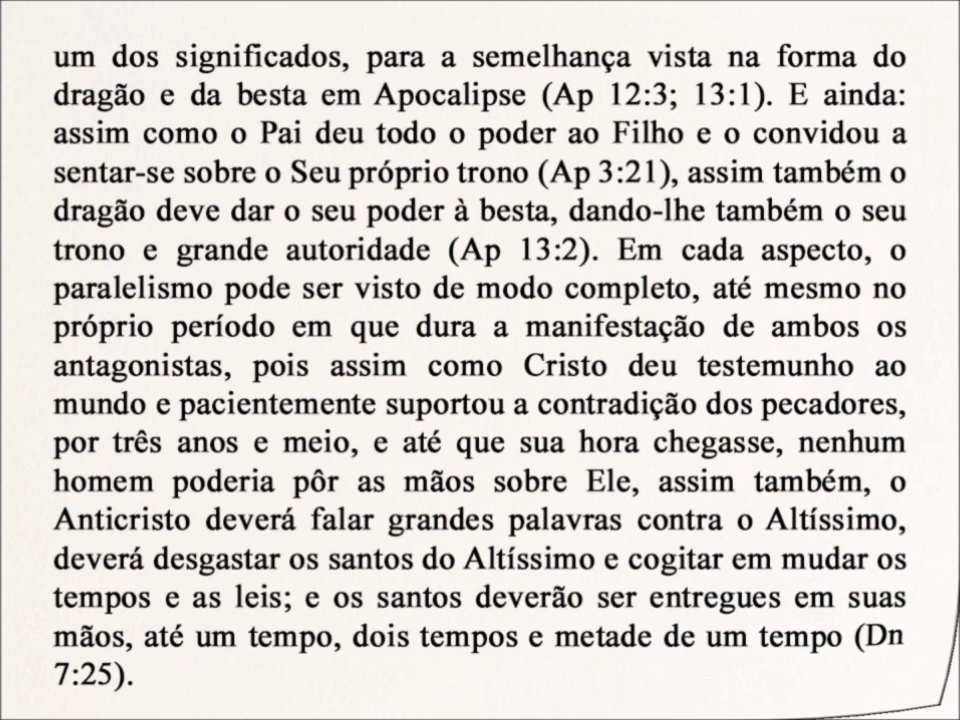 um dos significados, para a semelhança vista na forma do
dragão e da besta em Apocalipse (Ap 12:3; 13:1). E ainda:
assim como o Pai deu todo o poder ao Filho e o convidou a
sentar-se sobre o Seu próprio trono (Ap 3:21), assim também o
dragão deve dar o seu poder à besta, dando-lhe também o seu
trono e grande autoridade (Ap 13:2). Em cada aspecto, o
paralelismo pode ser visto de modo completo, até mesmo no
próprio período em que dura a manifestação de ambos os
antagonistas, pois assim como Cristo deu testemunho ao
mundo e pacientemente suportou a contradição dos pecadores,
por três anos e meio, e até que sua hora chegasse, nenhum
homem poderia pôr as mãos sobre Ele, assim também, o
Anticristo deverá falar grandes palavras contra o Altíssimo,
deverá desgastar os santos do Altíssimo e cogitar em mudar os
tempos e as leis; e os santos deverão ser entregues em suas
mãos, até um tempo, dois tempos e metade de um tempo (Dn
7:25).